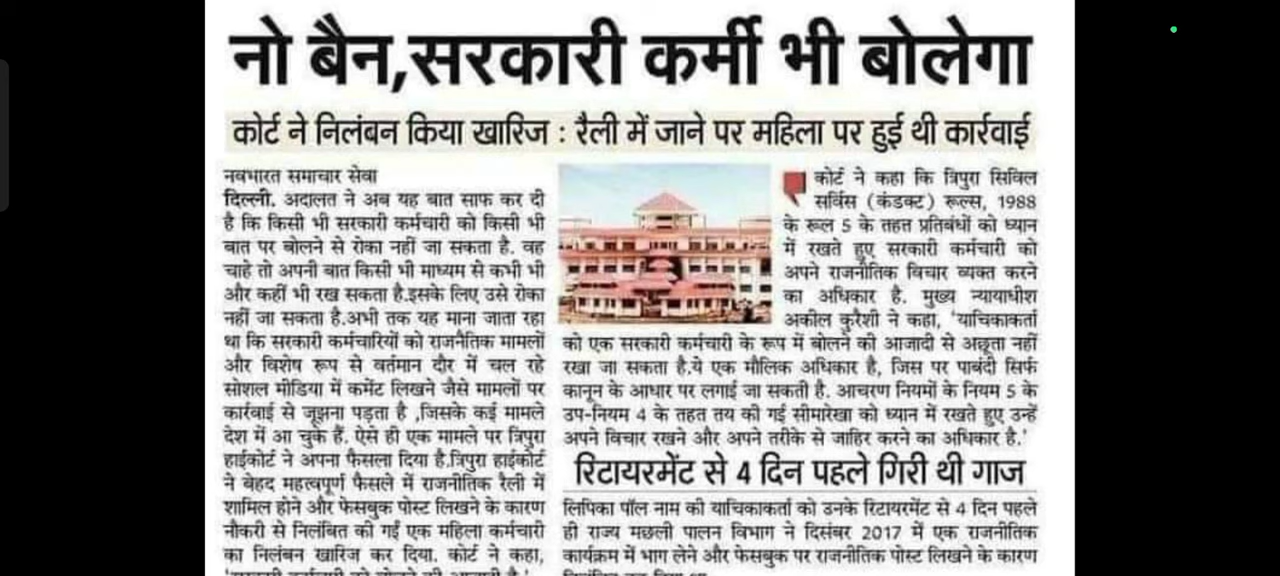 नो बैन,सरकारी कर्मी भी बोलेगा
कोर्ट ने निलंबन किया खारिज : रैली में जाने पर महिला पर हुई थी कार्रवाई
नवभारत समाचार सेवा
दिल्ली. अदालत ने अब यह बात साफ कर दी
है कि किसी भी सरकारी कर्मचारी को किसी भी
बात पर बोलने से रोका नहीं जा सकता है. वह
चाहे तो अपनी बात किसी भी माध्यम से कभी भी
और कहीं भी रख सकता है.इसके लिए उसे रोका
नहीं जा सकता है.अभी तक यह माना जाता रहा
था कि सरकारी कर्मचारियों को राजनैतिक मामलों
और विशेष रूप से वर्तमान दौर में चल रहे
सोशल मीडिया में कमेंट लिखने जैसे मामलों पर
कार्रवाई से जूझना पड़ता है ,जिसके कई मामले
देश में आ चुके हैं. ऐसे ही एक मामले पर त्रिपुरा
हाईकोर्ट ने अपना फैसला दिया है.त्रिपुरा हाईकोर्ट
ने बेहद महत्वपूर्ण फैसले में राजनीतिक रैली में
शामिल होने और फेसबुक पोस्ट लिखने के कारण
नौकरी से निलंबित की गई एक महिला कर्मचारी
का निलंबन खारिज कर दिया. कोर्ट ने कहा,
कोर्ट ने कहा कि त्रिपुरा सिविल
सर्विस (कंडक्ट) रूल्स, 1988
के रूल 5 के तहत प्रतिबंधों को ध्यान
में रखते हुए सरकारी कर्मचारी को
अपने राजनीतिक विचार व्यक्त करने
का अधिकार है. मुख्य न्यायाधीश
अकील कुरैशी ने कहा, 'याचिकाकर्ता
को एक सरकारी कर्मचारी के रूप में बोलने की आजादी से अछूता नहीं
रखा जा सकता है.ये एक मौलिक अधिकार है, जिस पर पाबंदी सिर्फ
कानून के आधार पर लगाई जा सकती है. आचरण नियमों के नियम 5 के
उप-नियम 4 के तहत तय की गई सीमारेखा को ध्यान में रखते हुए उन्हें
अपने विचार रखने और अपने तरीके से जाहिर करने का अधिकार है.'
रिटायरमेंट से 4 दिन पहले गिरी थी गाज
लिपिका पॉल नाम की याचिकाकर्ता को उनके रिटायरमेंट से 4 दिन पहले
ही राज्य मछली पालन विभाग ने दिसंबर 2017 में एक राजनीतिक
कार्यक्रम में भाग लेने और फेसबुक पर राजनीतिक पोस्ट लिखने के कारण